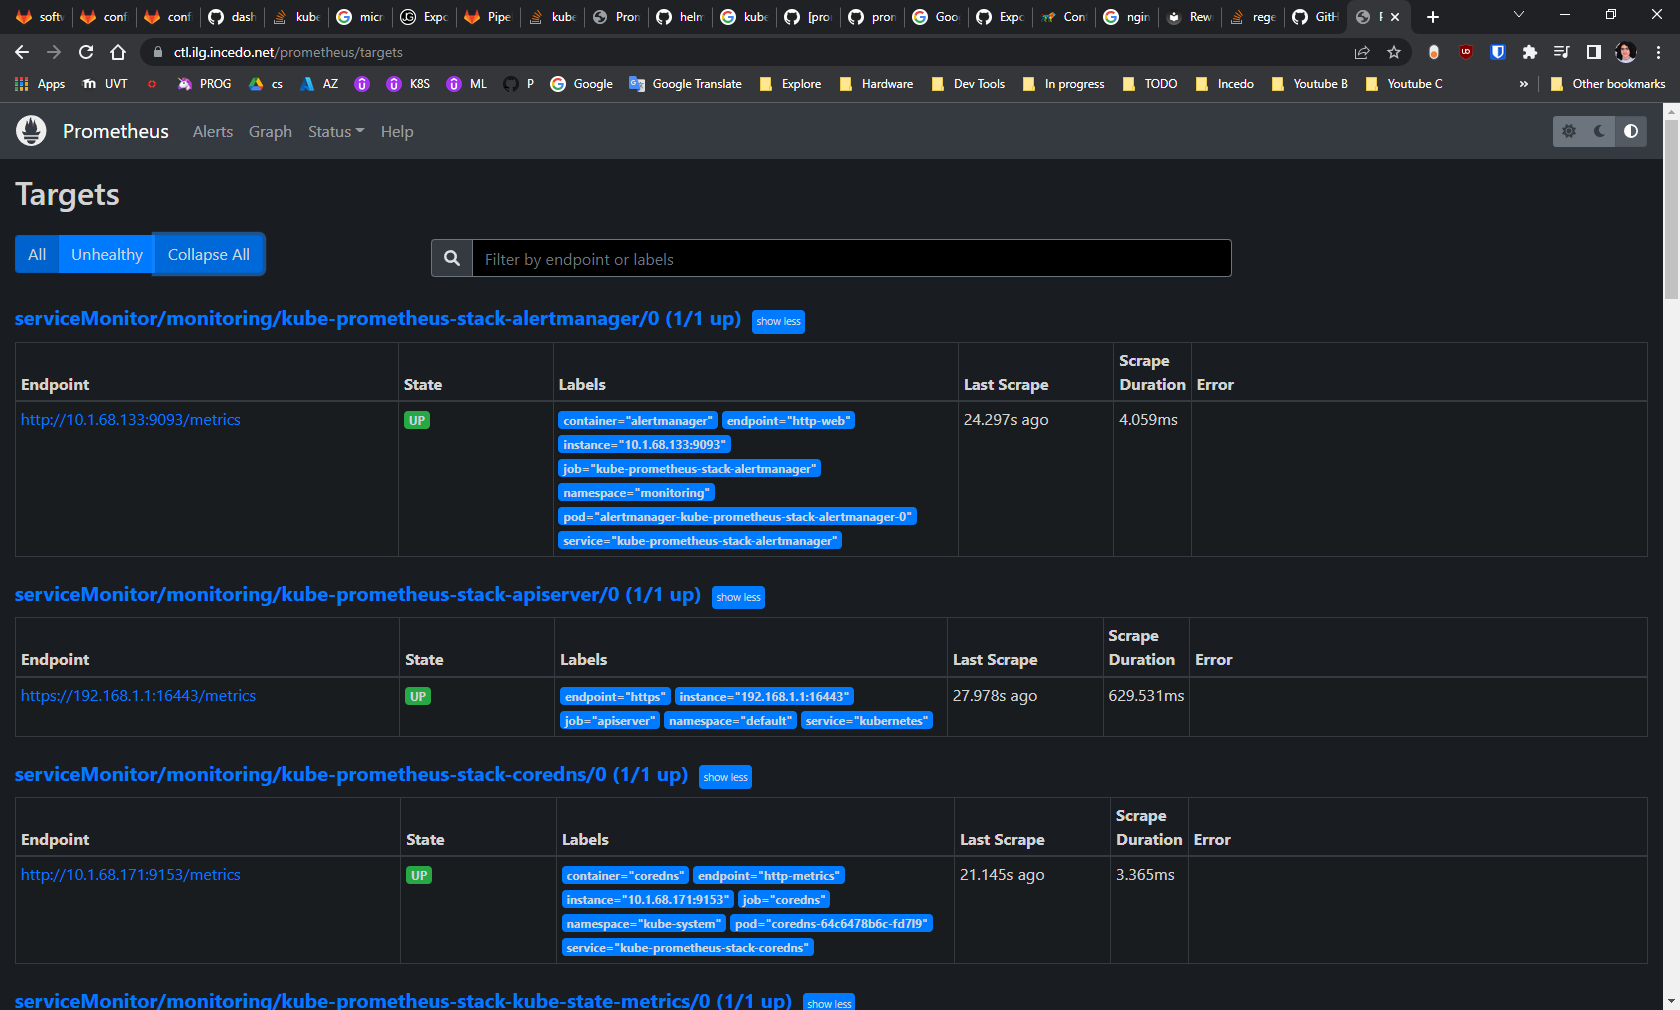 softw conf conf dash kube micr Expo Pipe kube Pron helm kube [pro pron Goo Expo Con ngin Rew rege GitH
ctl.ilg.incedo.net/prometheus/targets
Apps UVT PROG cs AZ K8S ML P Google Google Translate Explore Hardware Dev Tools In progress TODO Incedo Youtube B Youtube C » Other bookmarks
Prometheus Alerts Graph Status Help
Targets
All Unhealthy Collapse All Filter by endpoint or labels
serviceMonitor/monitoring/kube-prometheus-stack-alertmanager/0 (1/1 up) show less
Endpoint State Labels Last Scrape Scrape Duration Error
http://10.1.68.133:9093/metrics UP container="alertmanager" endpoint="http-web" 24.297s ago 4.059ms
instance="10.1.68.133:9093"
job="kube-prometheus-stack-alertmanager"
namespace="monitoring"
pod="alertmanager-kube-prometheus-stack-alertmanager-0"
service="kube-prometheus-stack-alertmanager"
serviceMonitor/monitoring/kube-prometheus-stack-apiserver/0 (1/1 up) show less
Endpoint State Labels Last Scrape Scrape Duration Error
https://192.168.1.1:16443/metrics UP endpoint="https" instance="192.168.1.1:16443" 27.978s ago 629.531ms
job="apiserver" namespace="default" service="kubernetes"
serviceMonitor/monitoring/kube-prometheus-stack-coredns/0 (1/1 up) show less
Endpoint State Labels Last Scrape Scrape Duration Error
http://10.1.68.171:9153/metrics UP container="coredns" endpoint="http-metrics" 21.145s ago 3.365ms
instance="10.1.68.171:9153" job="coredns"
namespace="kube-system" pod="coredns-64c6478b6c-fd7l9"
service="kube-prometheus-stack-coredns"
serviceMonitor/monitoring/kube-prometheus-stack-kube-state-metrics/0 (1/1 up) show less